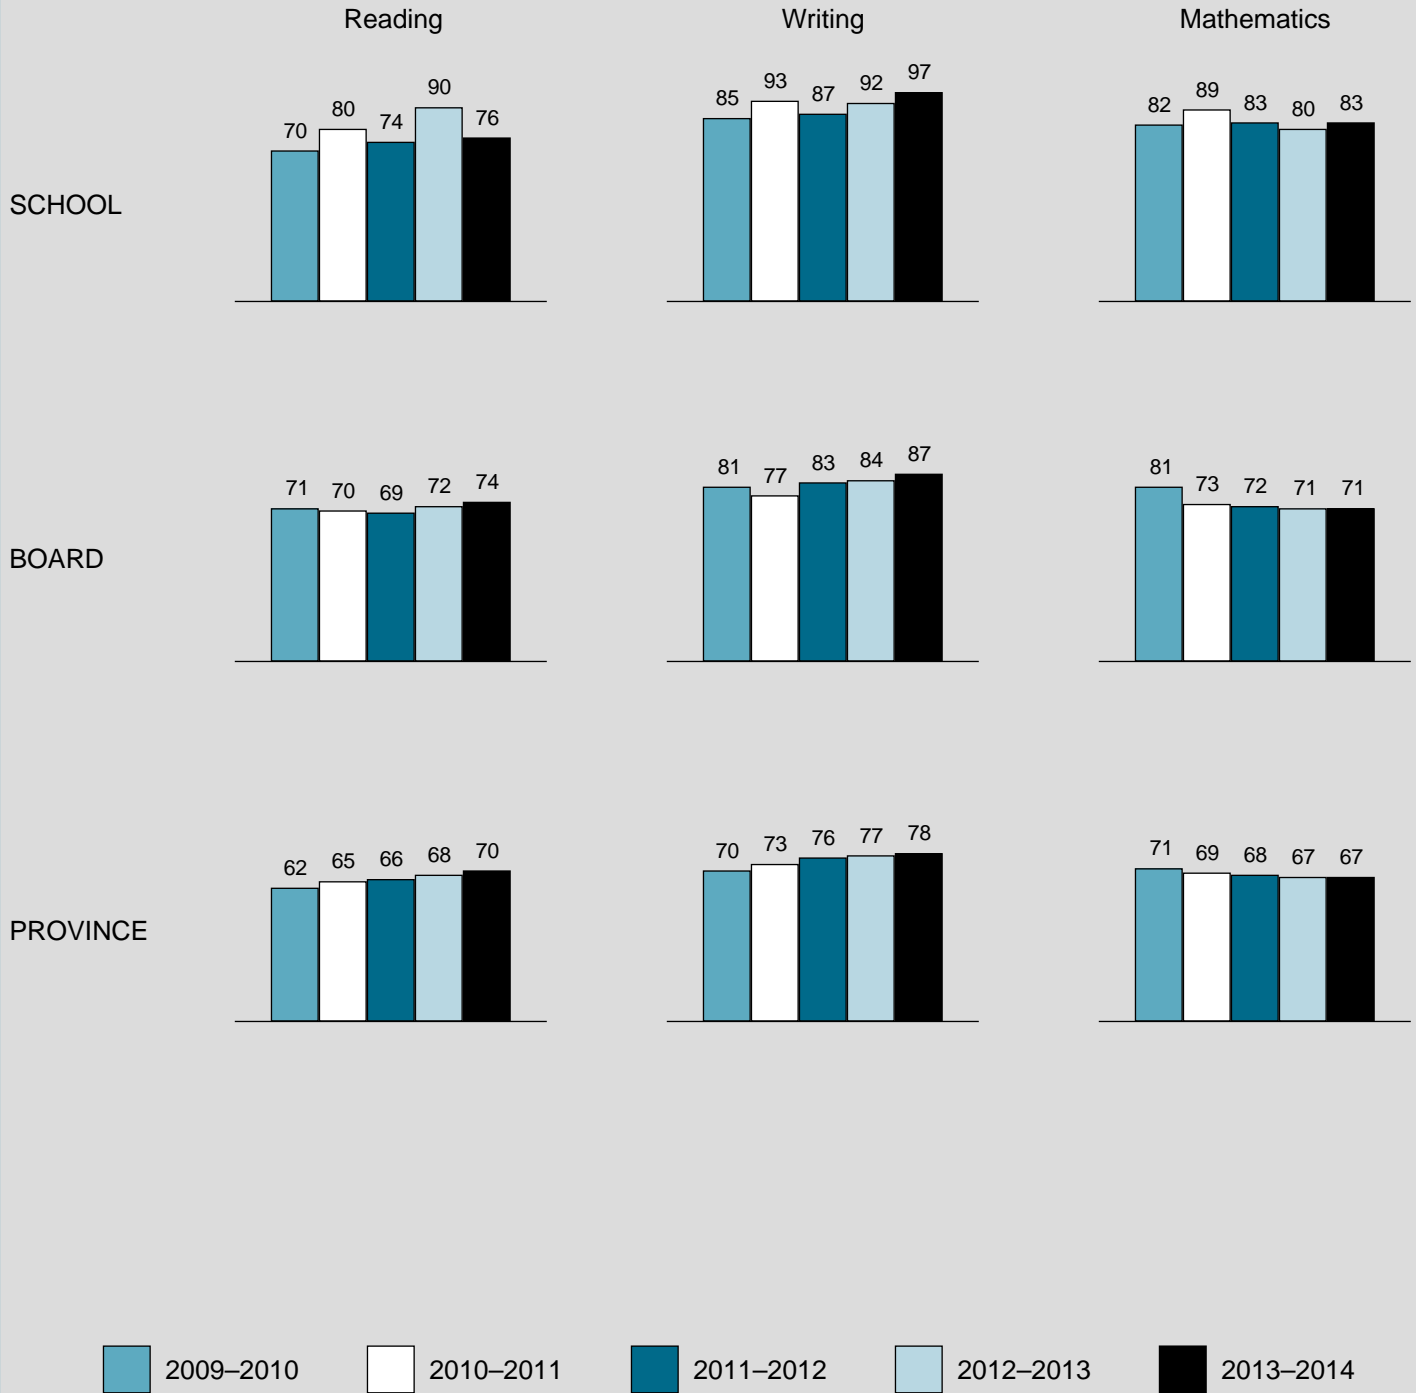 Reading Writing Mathematics
SCHOOL
70 80 74 90 76
85 93 87 92 97
82 89 83 80 83
BOARD
71 70 69 72 74
81 77 83 84 87
81 73 72 71 71
PROVINCE
62 65 66 68 70
70 73 76 77 78
71 69 68 67 67
2009–2010 2010–2011 2011–2012 2012–2013 2013–2014